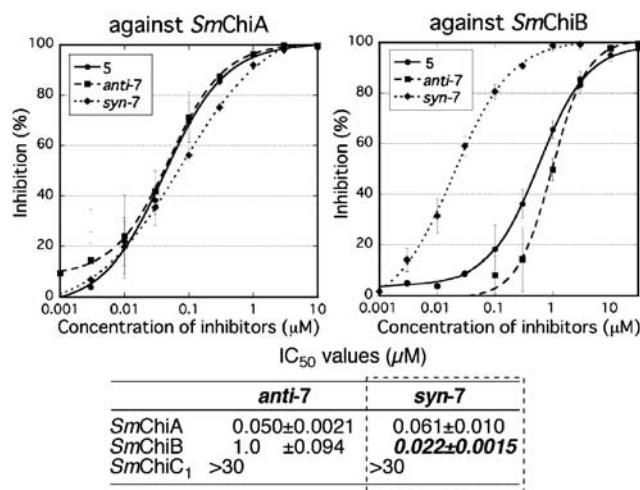 against SmChiA
against SmChiB
Inhibition (%)
100
80
60
40
20
0
5
anti-7
syn-7
0.001 0.01 0.1 1 10
Concentration of inhibitors (μM)
Inhibition (%)
100
80
60
40
20
0
5
anti-7
syn-7
0.001 0.01 0.1 1 10
Concentration of inhibitors (μM)
IC50 values (μM)
anti-7 syn-7
SmChiA 0.050±0.0021 0.061±0.010
SmChiB 1.0 ±0.094 0.022±0.0015
SmChiC1 >30 >30